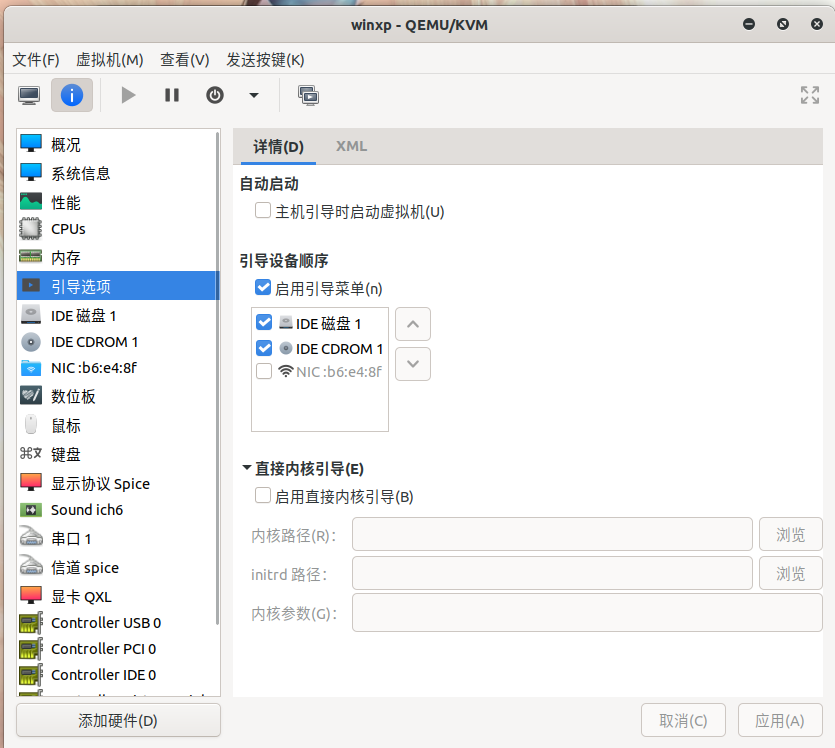 winxp - QEMU/KVM
文件(F) 虚拟机(M) 查看(V) 发送按键(K)
详情(D) XML
概况
系统信息
性能
CPUs
内存
引导选项
IDE 磁盘 1
IDE CDROM 1
NIC :b6:e4:8f
数位板
鼠标
键盘
显示协议 Spice
Sound ich6
串口 1
信道 spice
显卡 QXL
Controller USB 0
Controller PCI 0
Controller IDE 0
添加硬件(D)
自动启动
主机引导时启动虚拟机(U)
引导设备顺序
启用引导菜单(n)
IDE 磁盘 1
IDE CDROM 1
NIC :b6:e4:8f
直接内核引导(E)
启用直接内核引导(B)
内核路径(R): 浏览
initrd 路径: 浏览
内核参数(G):
取消(C) 应用(A)